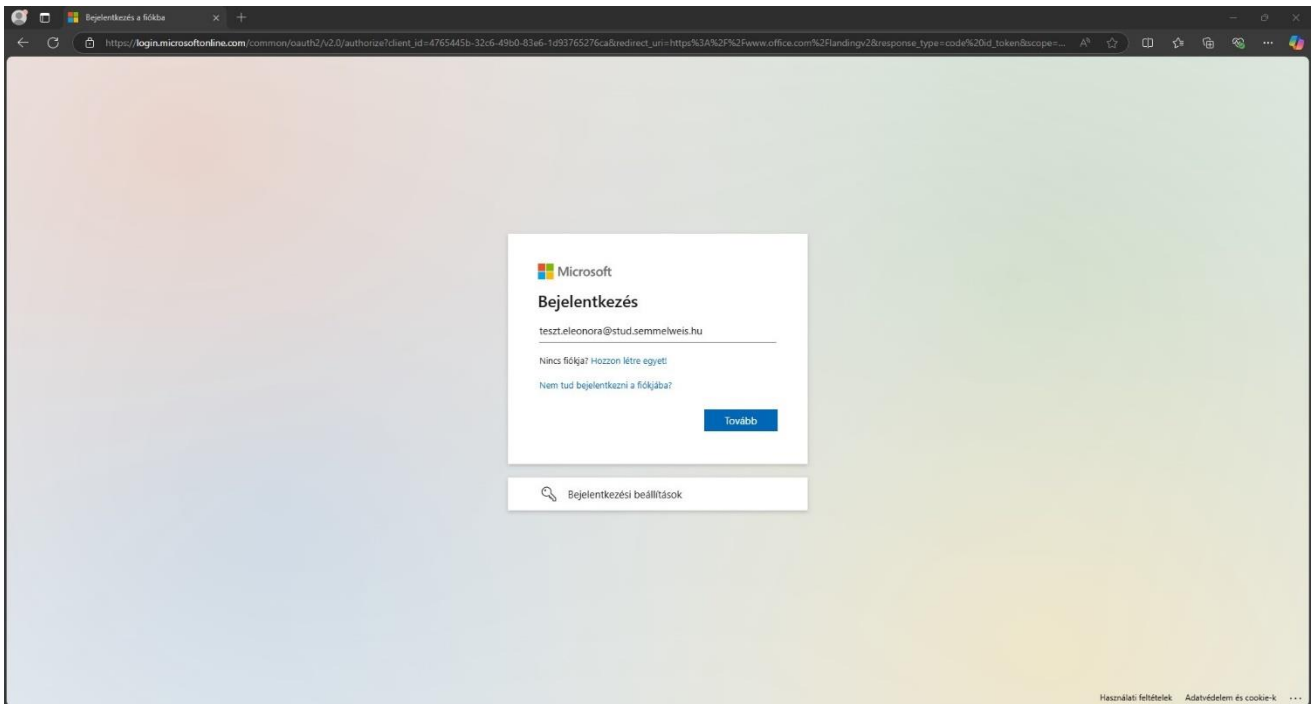 Bejelentkezés a fiókba
https://login.microsoftonline.com/common/oauth2/v2.0/authorize?client_id=4765445b-32c6-49b0-83e6-1d93765276ca&redirect_uri=https%3A%2F%2Fwww.office.com%2Flandingv2&response_type=code%20id_token&scope=...
Microsoft
Bejelentkezés
teszt.eleonora@stud.semmelweis.hu
Nincs fiókja? Hozzon létre egyet!
Nem tud bejelentkezni a fiókjába?
Tovább
Bejelentkezési beállítások
Használati feltételek Adatvédelem és cookie-k ...